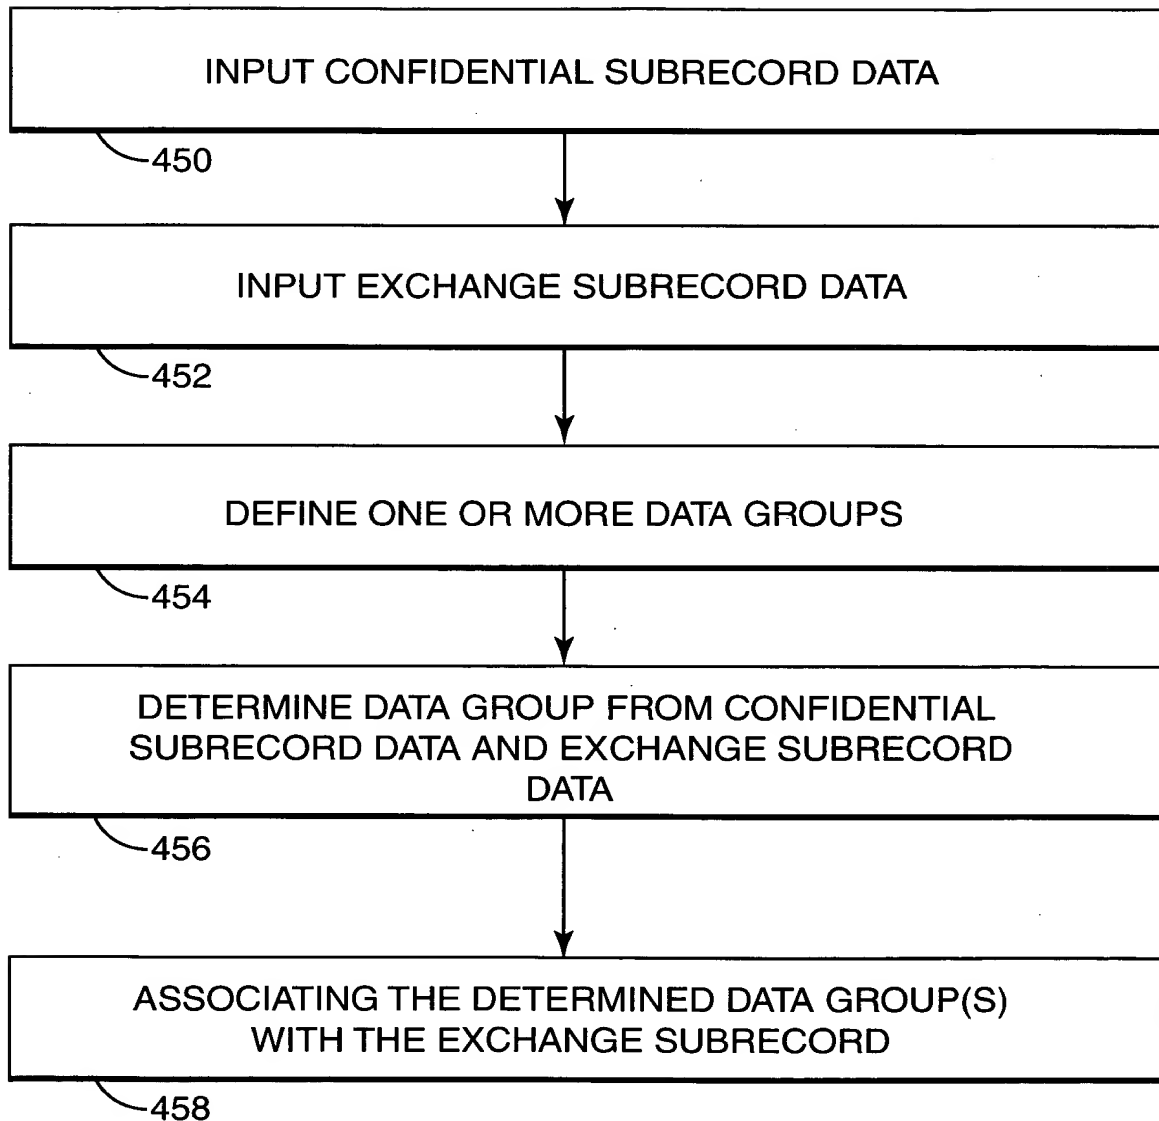 INPUT CONFIDENTIAL SUBRECORD DATA
450
INPUT EXCHANGE SUBRECORD DATA
452
DEFINE ONE OR MORE DATA GROUPS
454
DETERMINE DATA GROUP FROM CONFIDENTIAL
SUBRECORD DATA AND EXCHANGE SUBRECORD
DATA
456
ASSOCIATING THE DETERMINED DATA GROUP(S)
WITH THE EXCHANGE SUBRECORD
458